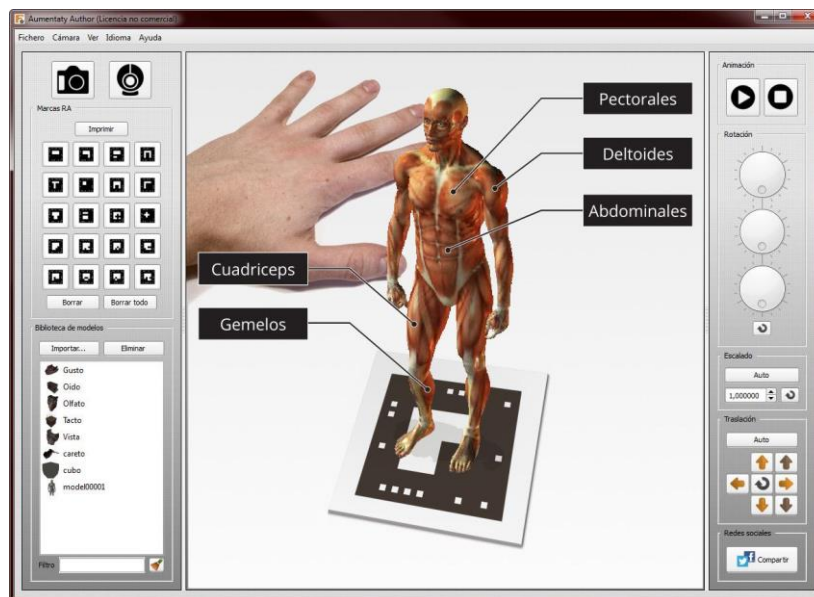 Aumentaty Author (Licencia no comercial)
Fichero Cámara Ver Idioma Ayuda
Marcas RA
Imprimir
Borrar Borrar todo
Biblioteca de modelos
Importar... Eliminar
Gusto
Oido
Olfato
Tacto
Vista
careto
cubo
model00001
Filtro
Pectorales
Deltoides
Abdominales
Cuadriceps
Gemelos
Animación
Rotación
Escalado
Auto
1,000000
Traslación
Auto
Redes sociales
Compartir